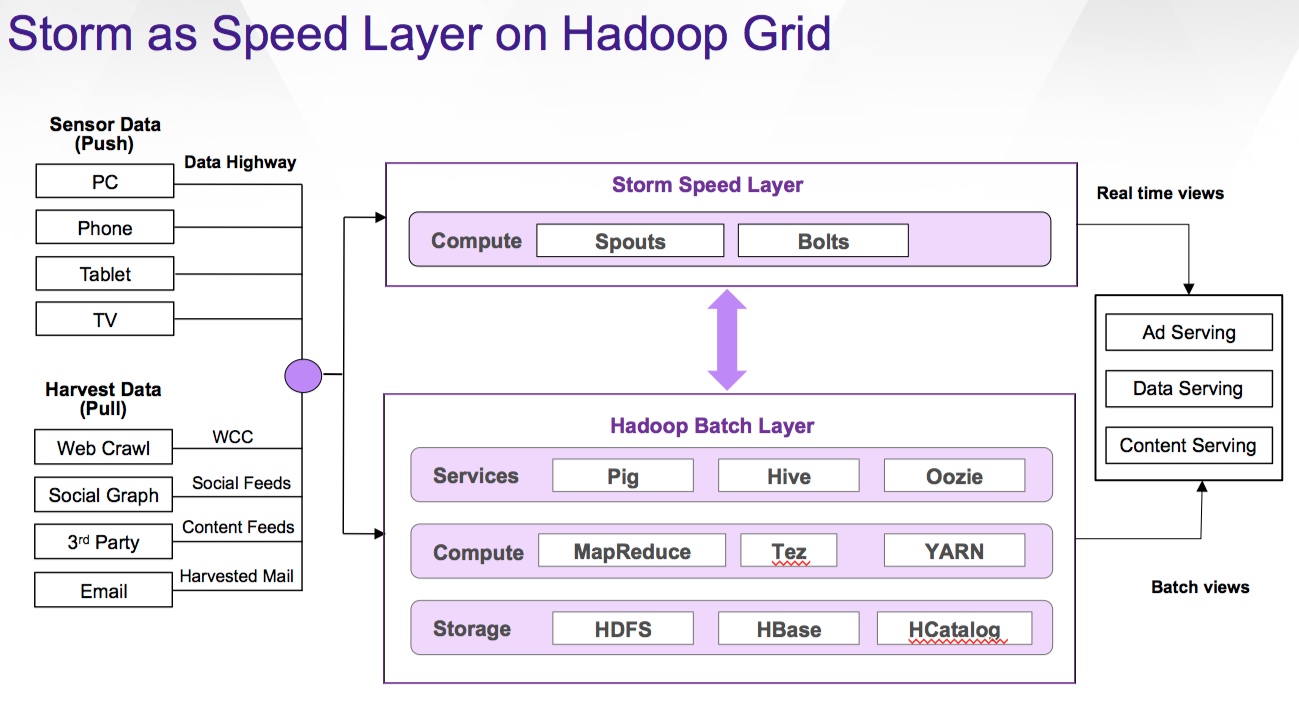 Storm as Speed Layer on Hadoop Grid
Sensor Data
(Push)
Data Highway
PC
Phone
Tablet
TV
Harvest Data
(Pull)
Web Crawl
WCC
Social Graph
Social Feeds
3rd Party
Content Feeds
Email
Harvested Mail
Storm Speed Layer
Compute Spouts Bolts
Hadoop Batch Layer
Services Pig Hive Oozie
Compute MapReduce Tez YARN
Storage HDFS HBase HCatalog
Real time views
Ad Serving
Data Serving
Content Serving
Batch views